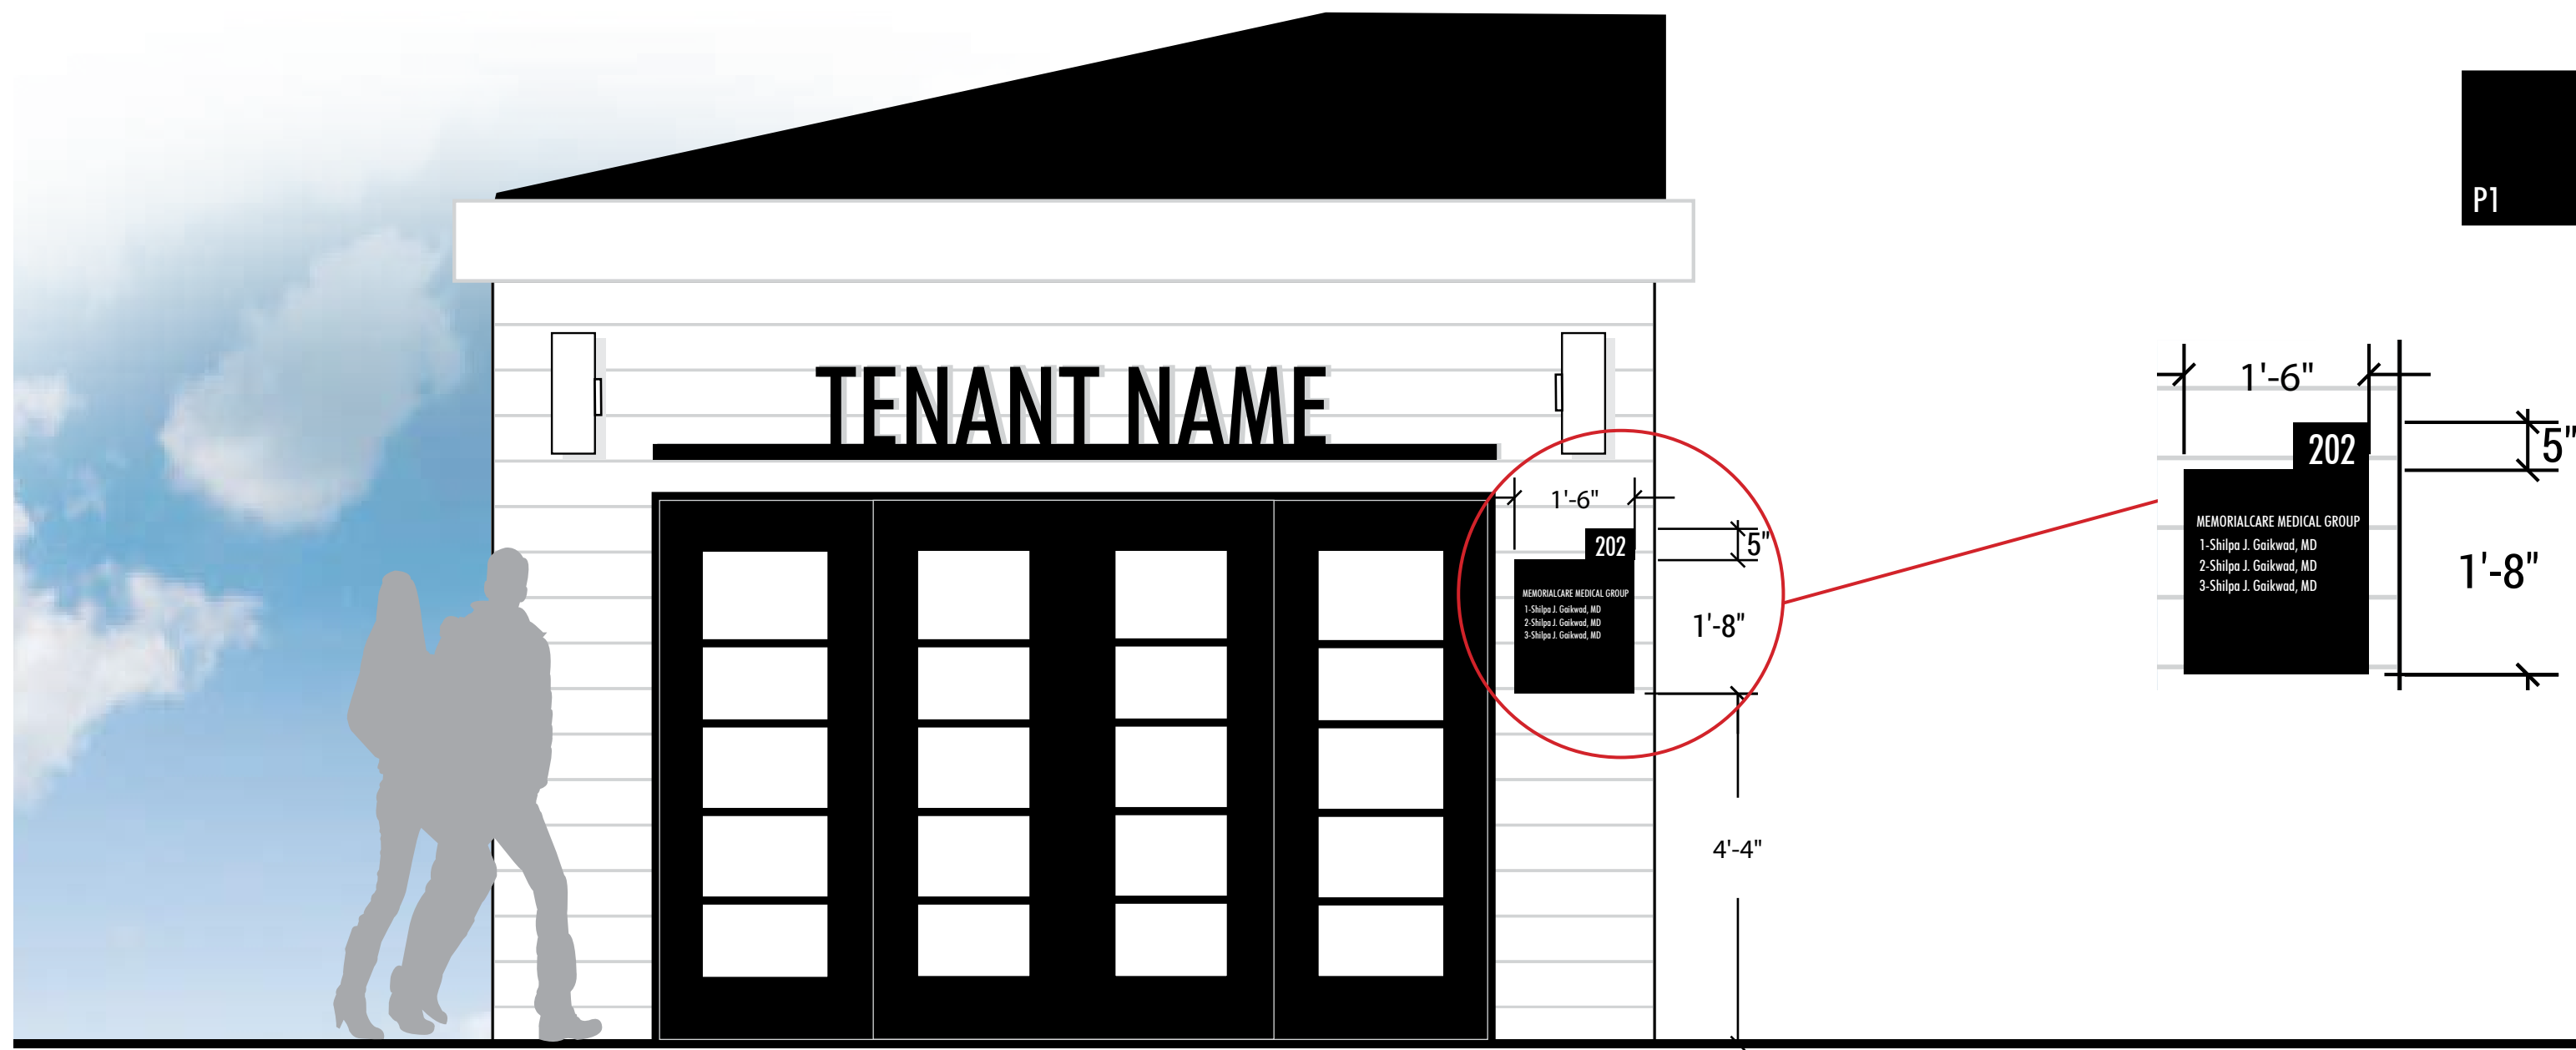 P1
TENANT NAME
1'-6"
202
5"
MEMORIALCARE MEDICAL GROUP
1-Shilpa J. Gaikwad, MD
2-Shilpa J. Gaikwad, MD
3-Shilpa J. Gaikwad, MD
1'-8"
4'-4"
1'-6"
202
5"
MEMORIALCARE MEDICAL GROUP
1-Shilpa J. Gaikwad, MD
2-Shilpa J. Gaikwad, MD
3-Shilpa J. Gaikwad, MD
1'-8"